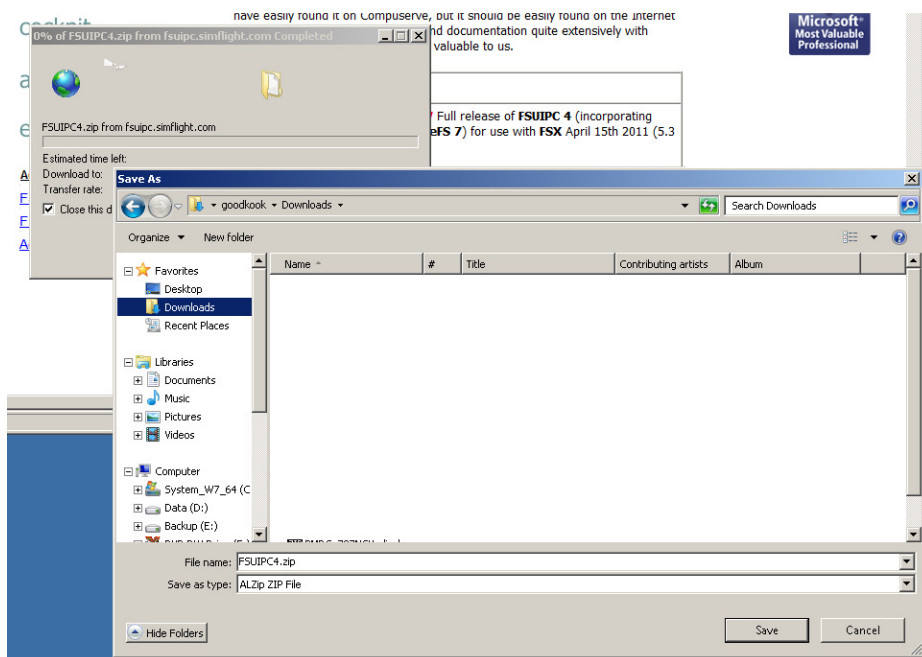 have easily found it on Compuserve, but it should be easily found on the Internet
nd documentation quite extensively with
valuable to us.
Microsoft®
Most Valuable
Professional
cockpit
0% of FSUIPC4.zip from fsuipc.simflight.com Completed
a
e
FSUIPC4.zip from fsuipc.simflight.com
Full release of FSUIPC 4 (incorporating
eFS 7) for use with FSX April 15th 2011 (5.3
Estimated time left:
Download to:
Transfer rate:
Close this d
A
F
F
A
Save As
goodkook
Downloads
Search Downloads
Organize
New folder
Name
#
Title
Contributing artists
Album
Favorites
Desktop
Downloads
Recent Places
Libraries
Documents
Music
Pictures
Videos
Computer
System_W7_64 (C
Data (D:)
Backup (E:)
File name: FSUIPC4.zip
Save as type: ALZip ZIP File
Hide Folders
Save
Cancel